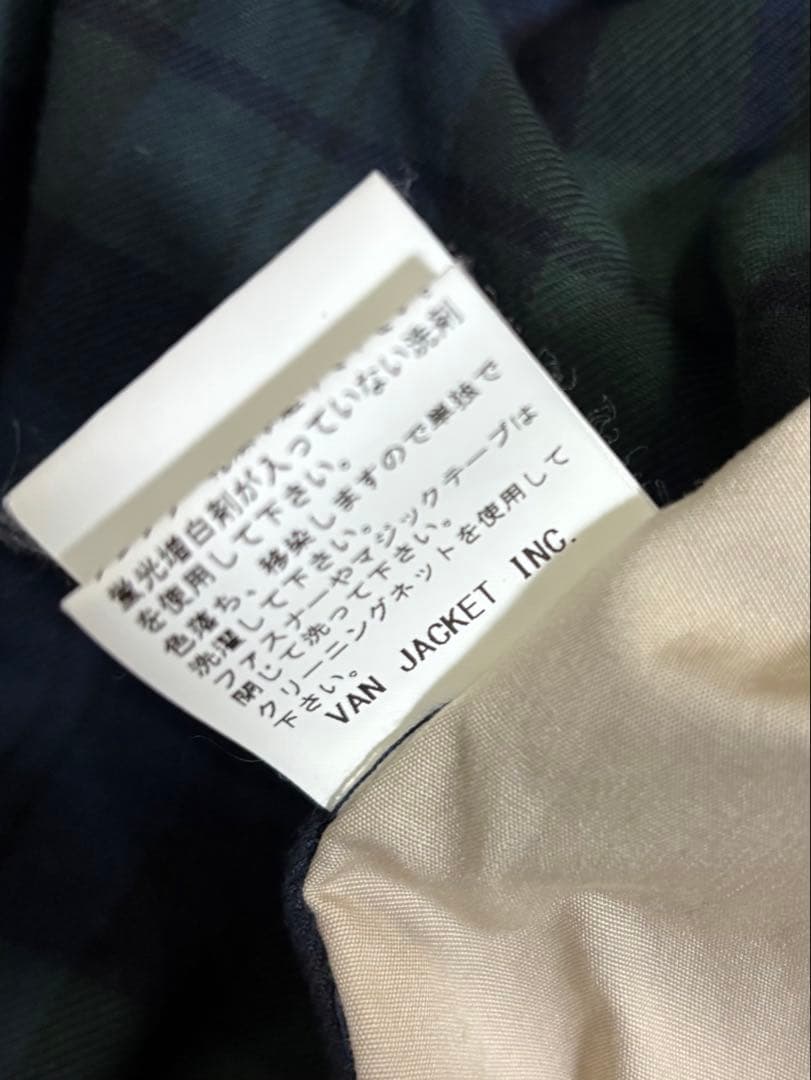 蛍光増白剤が入っていない洗剤
を使用して下さい。
色落ち、移染しますので単独で
洗濯して下さい。
ファスナーやマジックテープは
閉じて洗って下さい。
クリーニングネットを使用して
下さい。
VAN JACKET INC.